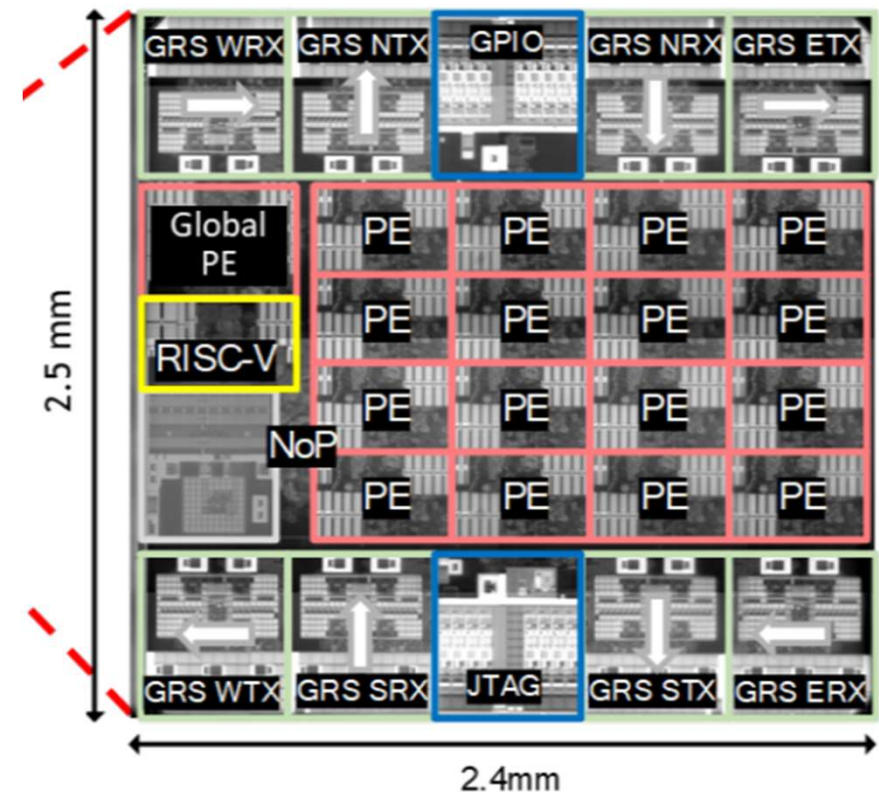 GRS WRX
GRS NTX
GPIO
GRS NRX
GRS ETX
Global
PE
PE
PE
PE
PE
RISC-V
PE
PE
PE
PE
2.5 mm
NoP
PE
PE
PE
PE
PE
PE
PE
PE
GRS WTX
GRS SRX
JTAG
GRS STX
GRS ERX
2.4mm